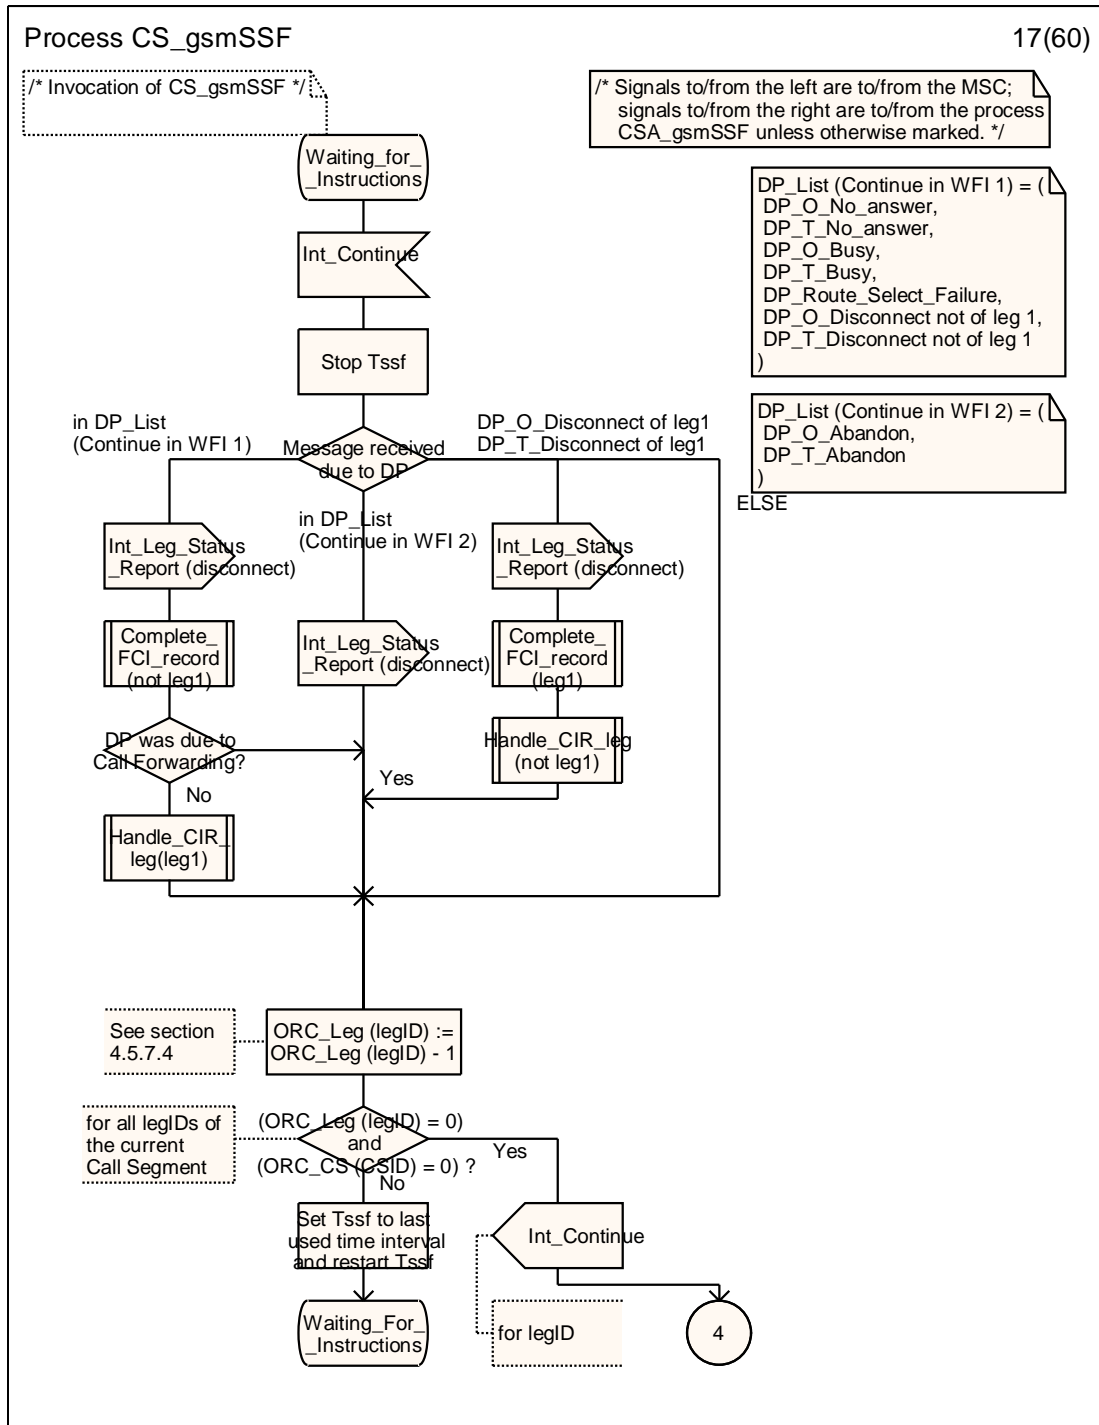 Process CS_gsmSSF
17(60)
/* Invocation of CS_gsmSSF */
/* Signals to/from the left are to/from the MSC;
signals to/from the right are to/from the process
CSA_gsmSSF unless otherwise marked. */
Waiting_for_
_Instructions
DP_List (Continue in WFI 1) = (
DP_O_No_answer,
DP_T_No_answer,
DP_O_Busy,
DP_T_Busy,
DP_Route_Select_Failure,
DP_O_Disconnect not of leg 1,
DP_T_Disconnect not of leg 1
)
Int_Continue
Stop Tssf
DP_List (Continue in WFI 2) = (
DP_O_Abandon,
DP_T_Abandon
)
in DP_List
(Continue in WFI 1)
Message received
due to DP
DP_O_Disconnect of leg1
DP_T_Disconnect of leg1
ELSE
in DP_List
(Continue in WFI 2)
Int_Leg_Status
_Report (disconnect)
Int_Leg_Status
_Report (disconnect)
Complete_
FCI_record
(not leg1)
Int_Leg_Status
_Report (disconnect)
Complete_
FCI_record
(leg1)
DP was due to
Call Forwarding?
Yes
Handle_CIR_leg
(not leg1)
No
Handle_CIR_
leg(leg1)
See section
4.5.7.4
ORC_Leg (legID) :=
ORC_Leg (legID) - 1
for all legIDs of
the current
Call Segment
(ORC_Leg (legID) = 0)
and
(ORC_CS (CSID) = 0) ?
Yes
No
Set Tssf to last
used time interval
and restart Tssf
Int_Continue
Waiting_For_
_Instructions
for legID
4